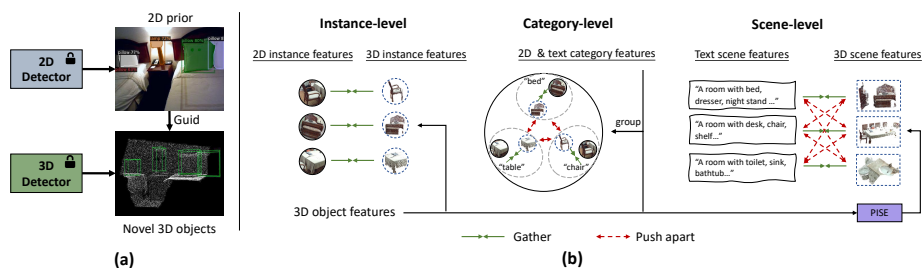 2D prior
2D
Detector
pillow 72%
Guid
3D
Detector
Novel 3D objects
(a)
Instance-level
2D instance features
3D instance features
Category-level
2D & text category features
"bed"
"table"
"chair"
group
Scene-level
Text scene features
3D scene features
"A room with bed,
dresser, night stand ..."
"A room with desk, chair,
shelf..."
"A room with toilet, sink,
bathtub..."
3D object features
PISE
Gather
Push apart
(b)